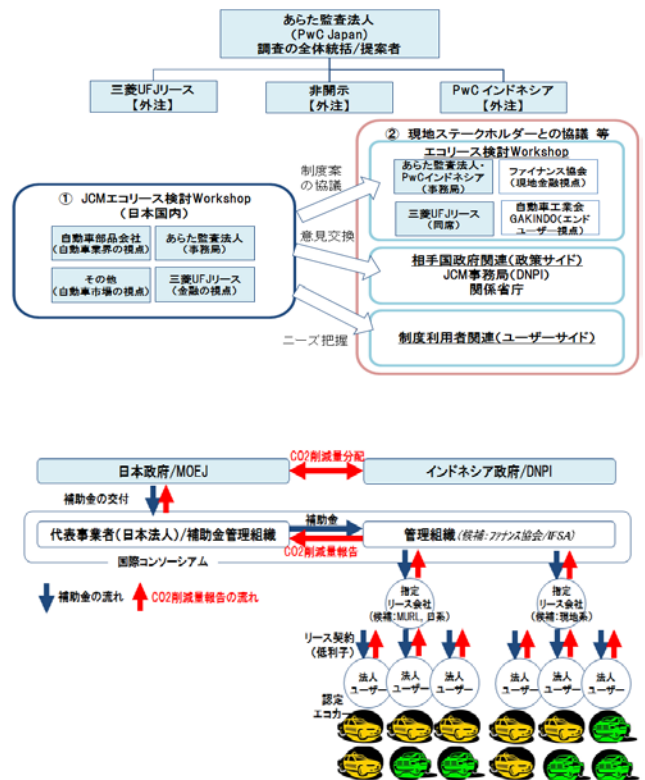 あらた監査法人
(PwC Japan)
調査の全体統括/提案者
三菱UFJリース
【外注】
非開示
【外注】
PwC インドネシア
【外注】
② 現地ステークホルダーとの協議 等
エコリース検討Workshop
あらた監査法人・
PwCインドネシア
(事務局)
ファイナンス協会
(現地金融視点)
三菱UFJリース
(同席)
自動車工業会
GAKINDO(エンド
ユーザー視点)
制度案
の協議
① JCMエコリース検討Workshop
(日本国内)
自動車部品会社
(自動車業界の視点)
あらた監査法人
(事務局)
その他
(自動車市場の視点)
三菱UFJリース
(金融の視点)
意見交換
相手国政府関連(政策サイド)
JCM事務局(DNPI)
関係省庁
ニーズ把握
制度利用者関連(ユーザーサイド)
日本政府/MOEJ
CO2削減量分配
インドネシア政府/DNPI
補助金の交付
代表事業者(日本法人)/補助金管理組織
補助金
CO2削減量報告
管理組織(候補:ファイナンス協会/IFSA)
国際コンソーシアム
補助金の流れ
CO2削減量報告の流れ
指定
リース会社
(候補:MURI, 日系)
指定
リース会社
(候補:現地系)
リース契約
(低利子)
法人
ユーザー
法人
ユーザー
法人
ユーザー
法人
ユーザー
法人
ユーザー
法人
ユーザー
認定
エコカー